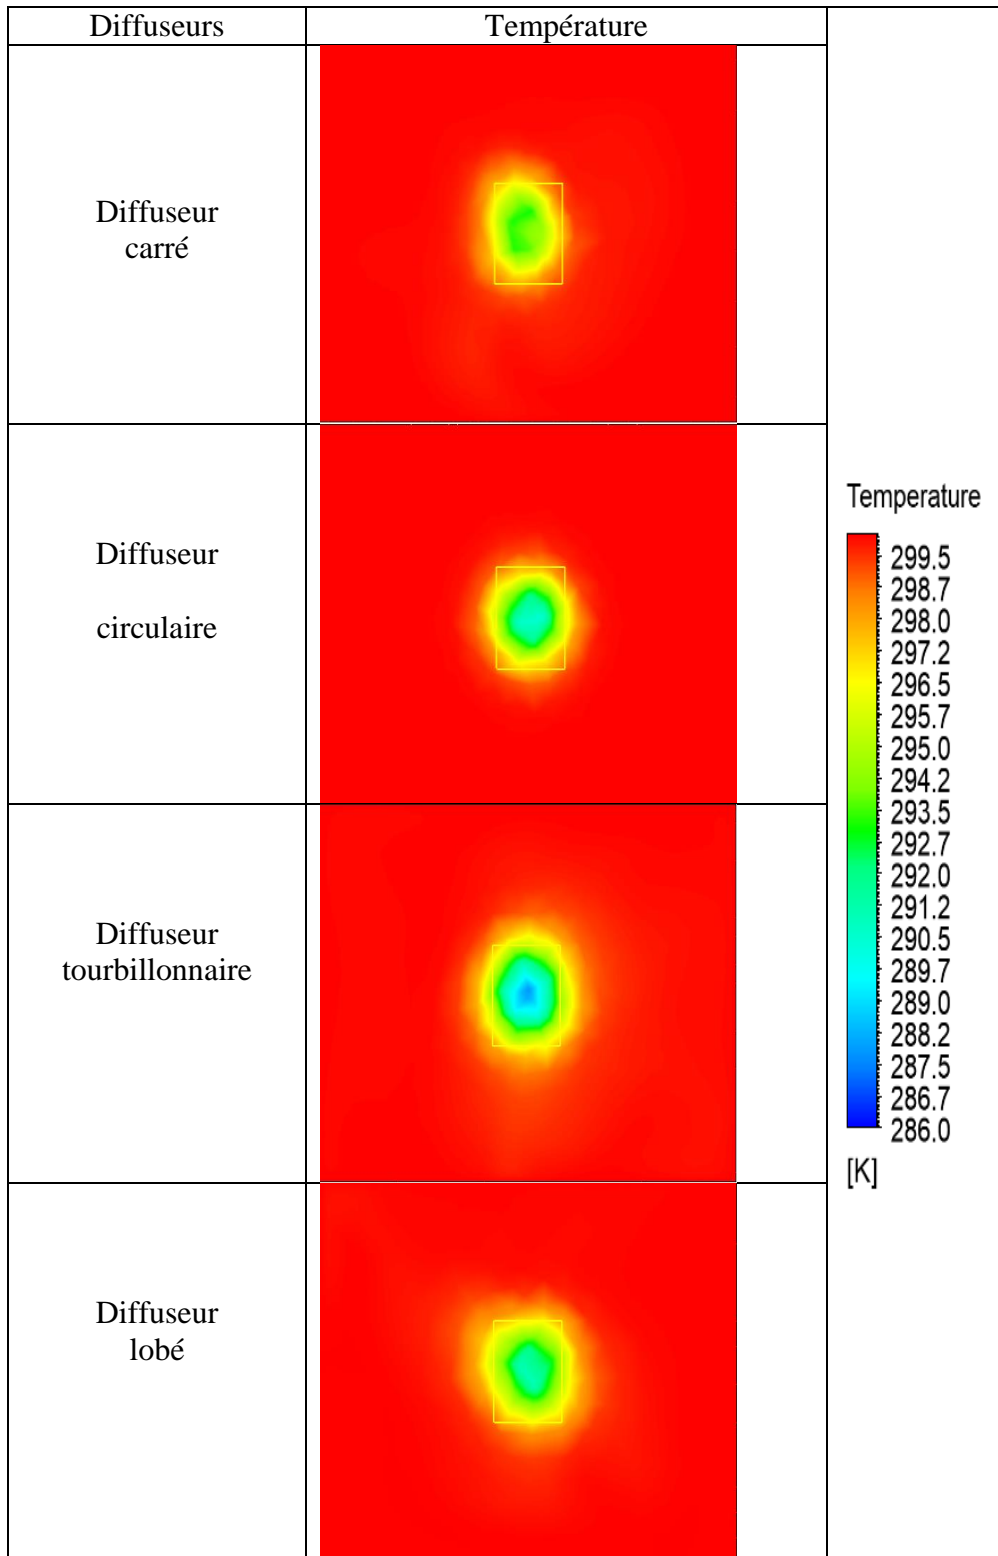 Diffuseurs
Température
Diffuseur
carré
Diffuseur
circulaire
Diffuseur
tourbillonnaire
Diffuseur
lobé
Temperature
299.5
298.7
298.0
297.2
296.5
295.7
295.0
294.2
293.5
292.7
292.0
291.2
290.5
289.7
289.0
288.2
287.5
286.7
286.0
[K]